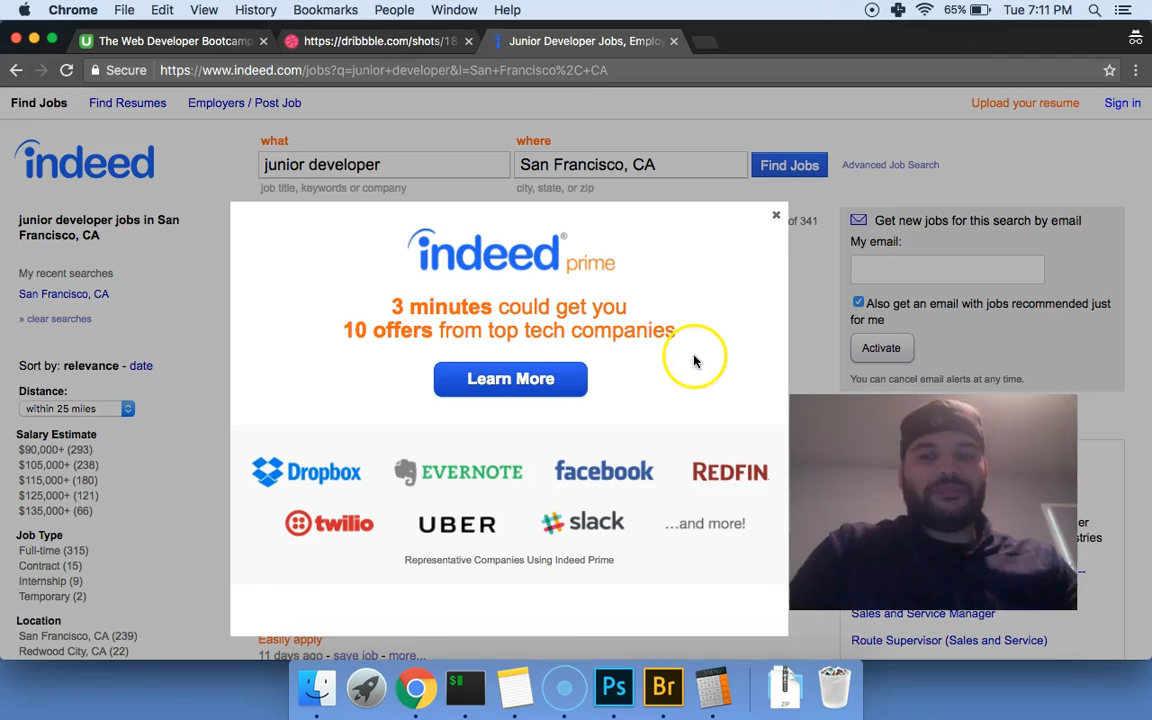 Chrome File Edit View History Bookmarks People Window Help 65% Tue 7:11 PM
The Web Developer Bootcamp https://dribbble.com/shots/18 Junior Developer Jobs, Employ
Secure https://www.indeed.com/jobs?q=junior+developer&l=San+Francisco%2C+CA
Find Jobs Find Resumes Employers / Post Job Upload your resume Sign in
indeed
what where
junior developer San Francisco, CA Find Jobs Advanced Job Search
job title, keywords or company city, state, or zip
junior developer jobs in San
Francisco, CA
My recent searches
San Francisco, CA
» clear searches
Sort by: relevance - date
Distance:
within 25 miles
Salary Estimate
$90,000+ (293)
$105,000+ (238)
$115,000+ (180)
$125,000+ (121)
$135,000+ (66)
Job Type
Full-time (315)
Contract (15)
Internship (9)
Temporary (2)
Location
San Francisco, CA (239)
Redwood City, CA (22)
of 341
indeed® prime
3 minutes could get you
10 offers from top tech companies
Learn More
Dropbox EVERNOTE facebook REDFIN
twilio UBER slack ...and more!
Representative Companies Using Indeed Prime
Easily apply
11 days ago - save job - more...
Get new jobs for this search by email
My email:
Also get an email with jobs recommended just
for me
Activate
You can cancel email alerts at any time.
Sales and Service Manager
Route Supervisor (Sales and Service)
$ Ps Br
ZIP